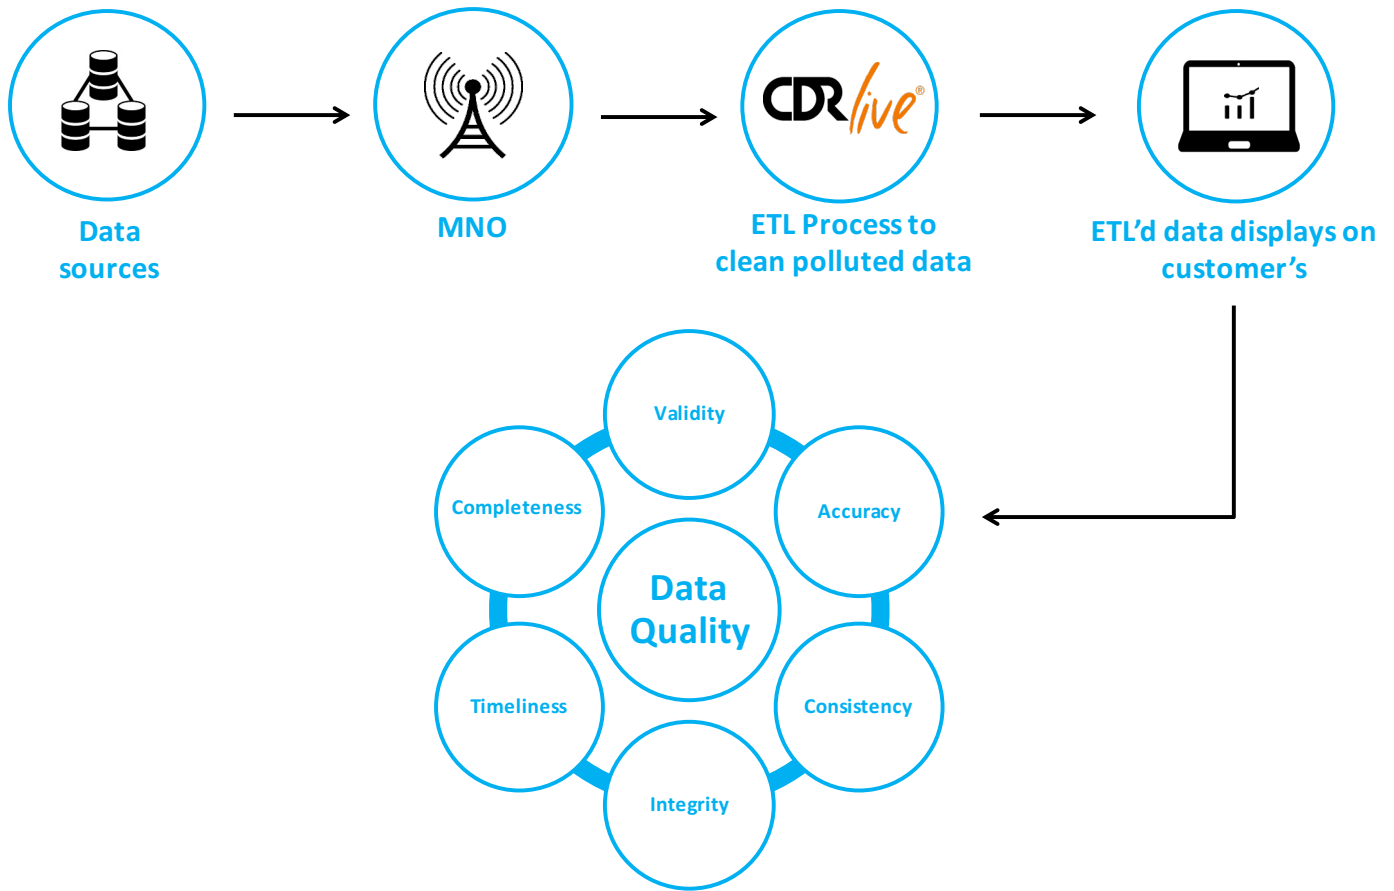 CDR live®
Data
sources
MNO
ETL Process to
clean polluted data
ETL’d data displays on
customer’s
Validity
Completeness
Accuracy
Data
Quality
Timeliness
Consistency
Integrity